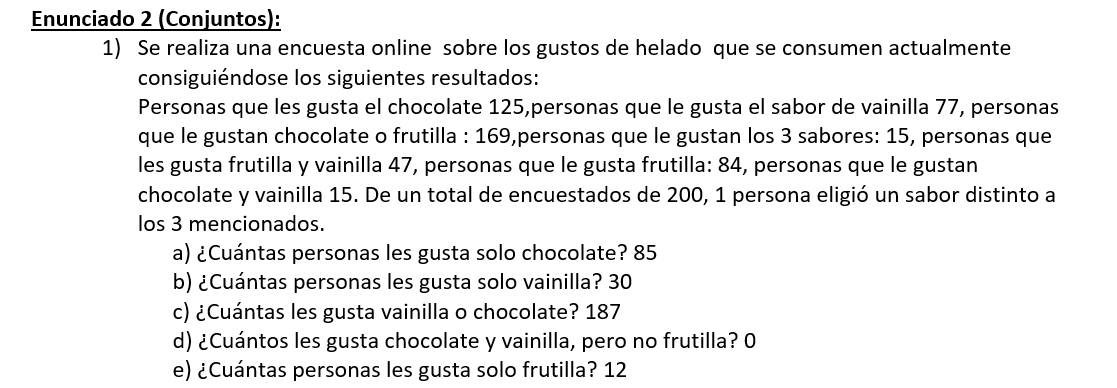 Enunciado 2 (Conjuntos):
1) Se realiza una encuesta online sobre los gustos de helado que se consumen actualmente
consiguiéndose los siguientes resultados:
Personas que les gusta el chocolate 125,personas que le gusta el sabor de vainilla 77, personas
que le gustan chocolate o frutilla : 169,personas que le gustan los 3 sabores: 15, personas que
les gusta frutilla y vainilla 47, personas que le gusta frutilla: 84, personas que le gustan
chocolate y vainilla 15. De un total de encuestados de 200, 1 persona eligió un sabor distinto a
los 3 mencionados.
a) ¿Cuántas personas les gusta solo chocolate? 85
b) ¿Cuántas personas les gusta solo vainilla? 30
c) ¿Cuántas les gusta vainilla o chocolate? 187
d) ¿Cuántos les gusta chocolate y vainilla, pero no frutilla? 0
e) ¿Cuántas personas les gusta solo frutilla? 12